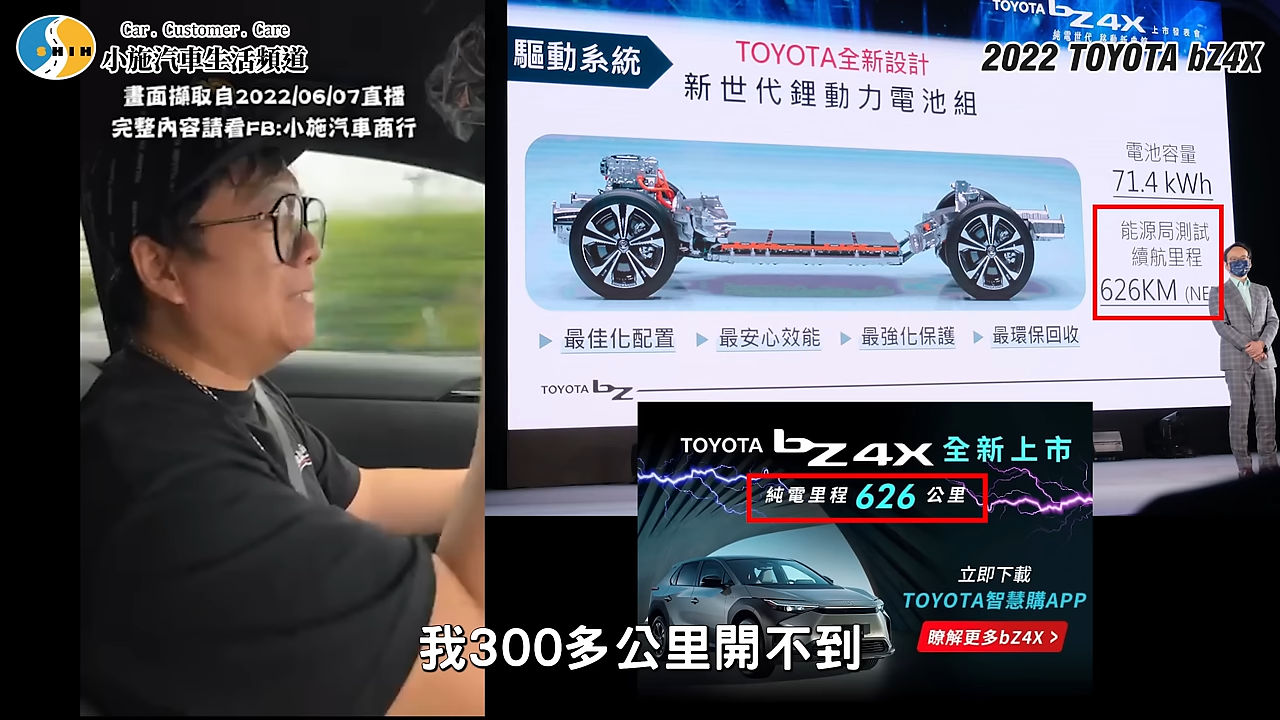 Car. Customer. Care
SHIH
小施汽車生活頻道
畫面擷取自2022/06/07直播
完整內容請看FB:小施汽車商行
TOYOTA bZ4X 上市發表會
2022 TOYOTA bZ4X
驅動系統
TOYOTA全新設計
新世代鋰動力電池組
電池容量
71.4 kWh
能源局測試
續航里程
626KM (NE
最佳化配置
最安心效能
最強化保護
最環保回收
TOYOTA bZ
TOYOTA bZ4X 全新上市
純電里程 626 公里
立即下載
TOYOTA智慧購APP
瞭解更多bZ4X >
我300多公里開不到